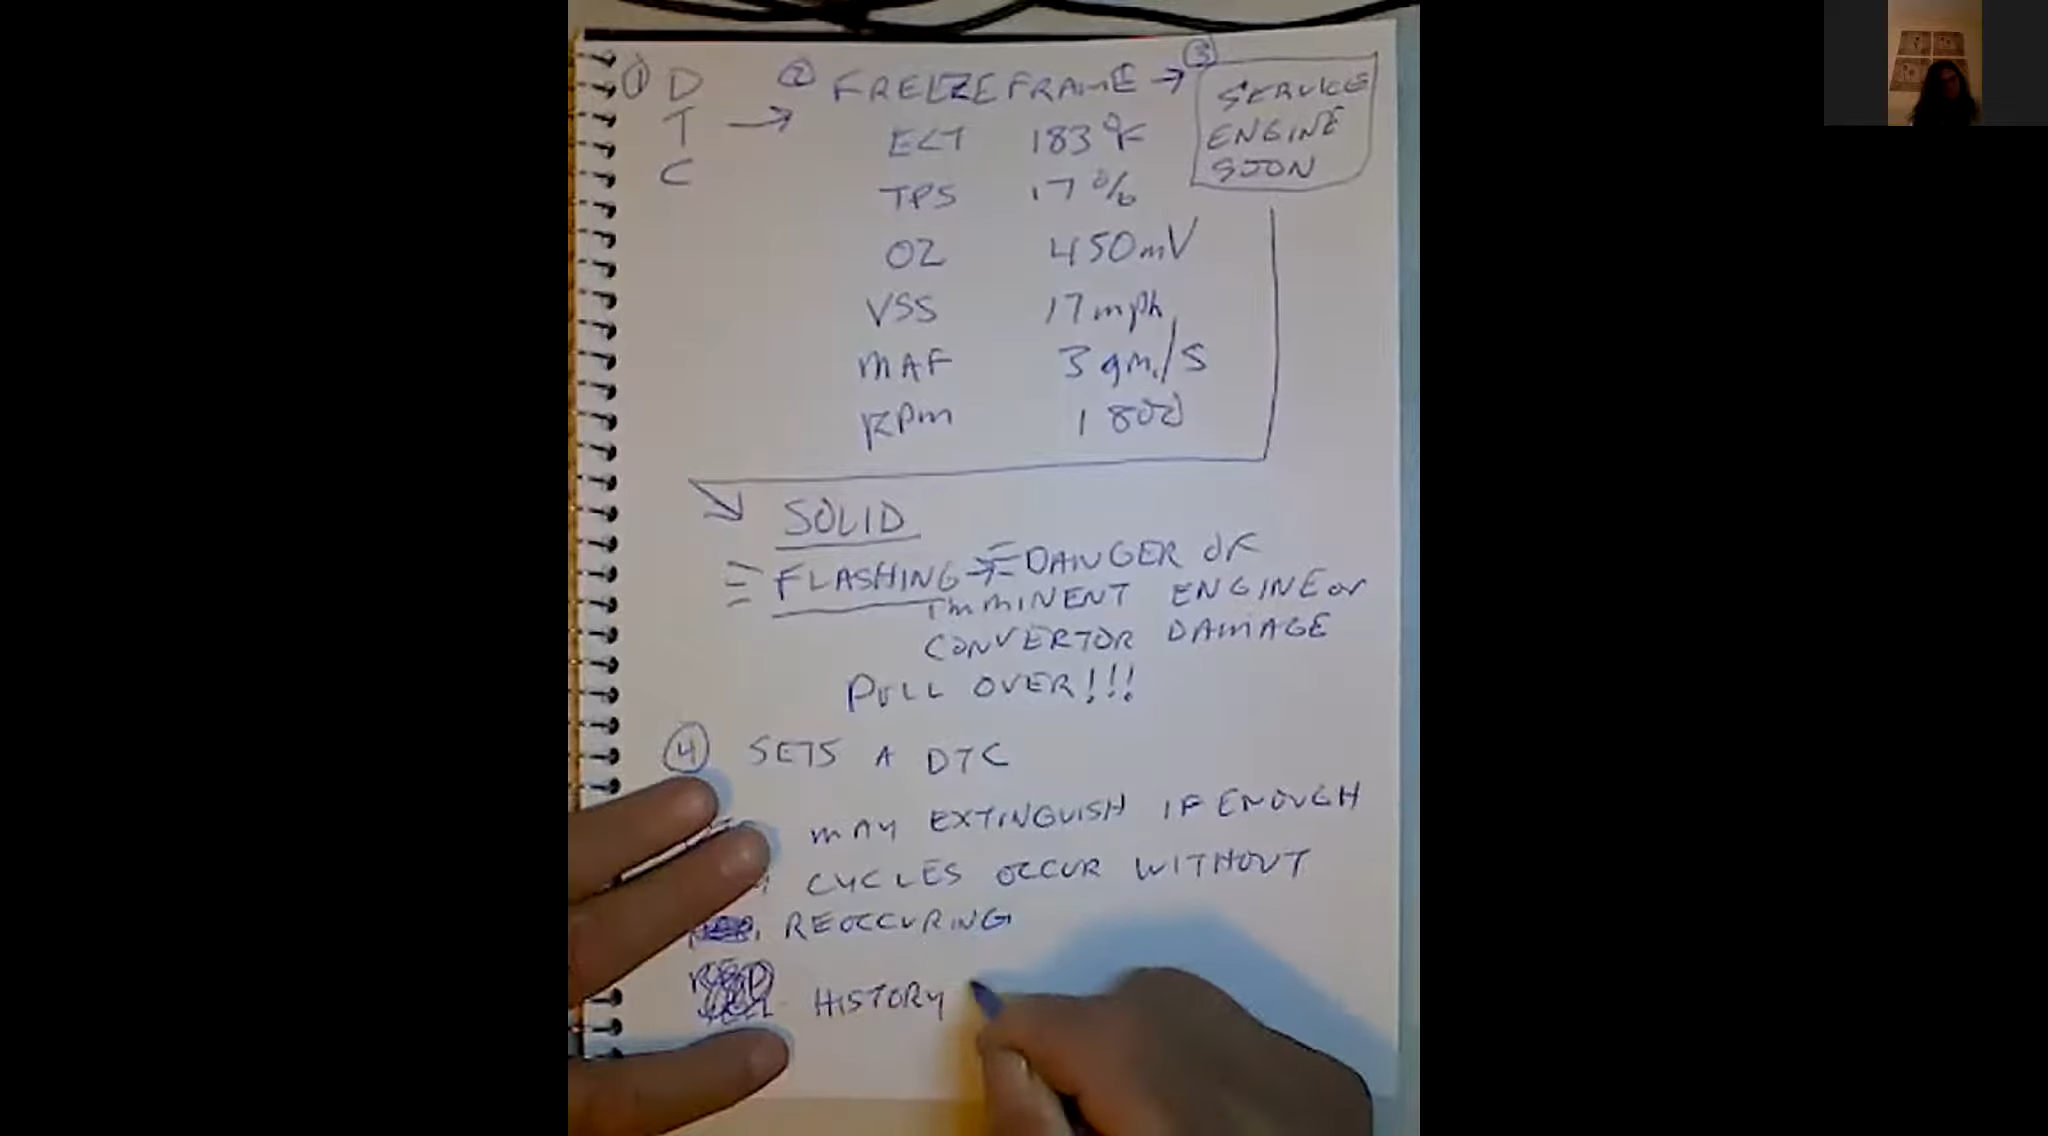 ① D
T →
C
② FREEZE FRAME →
ECT 183°F
TPS 17%
O2 450mV
VSS 17mph
MAF 3 gm/s
RPM 1800
③
SERVICE
ENGINE
SOON
SOLID
FLASHING → DANGER OF
IMMINENT ENGINE or
CONVERTOR DAMAGE
PULL OVER!!!
④ SETS A DTC
MAY EXTINGUISH IF ENOUGH
CYCLES OCCUR WITHOUT
REOCCURING
HISTORY